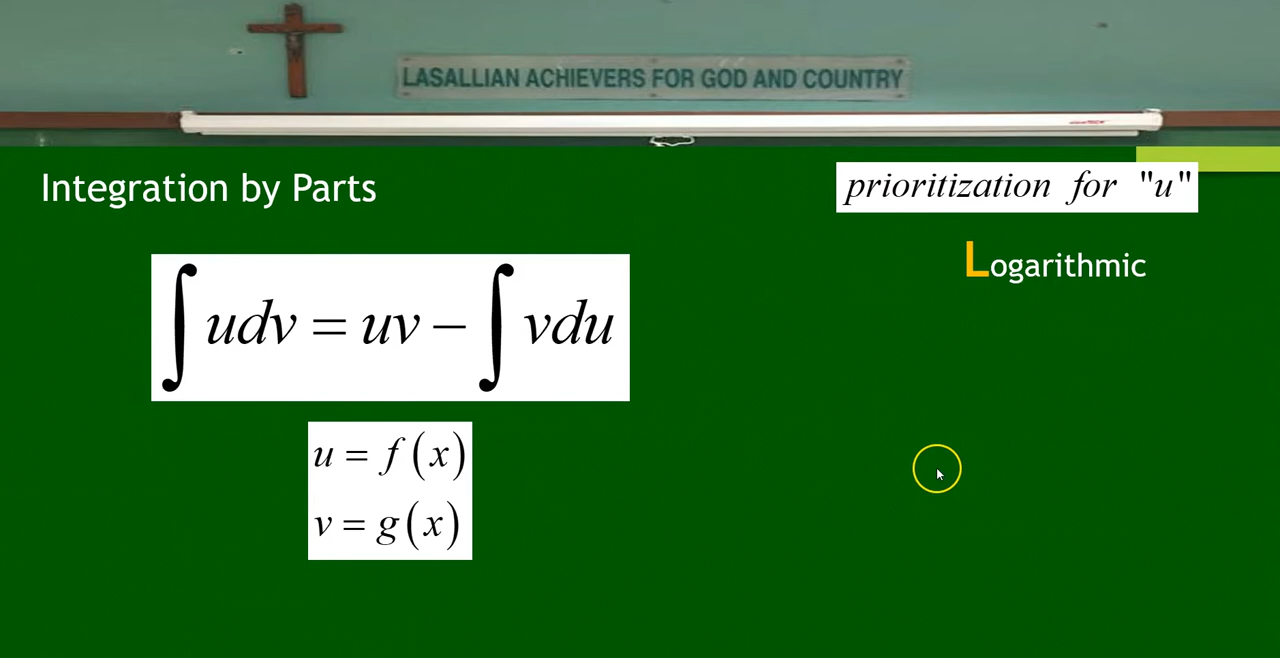 LASALLIAN ACHIEVERS FOR GOD AND COUNTRY
Integration by Parts
prioritization for "u"
Logarithmic
∫ udv = uv − ∫ vdu
u = f(x)
v = g(x)